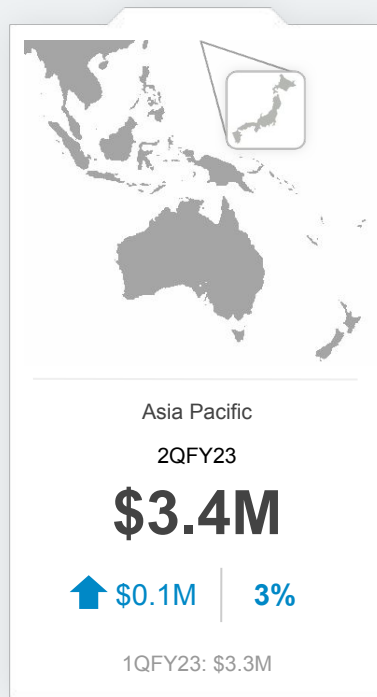 Asia Pacific
2QFY23
$3.4M
$0.1M 3%
1QFY23: $3.3M